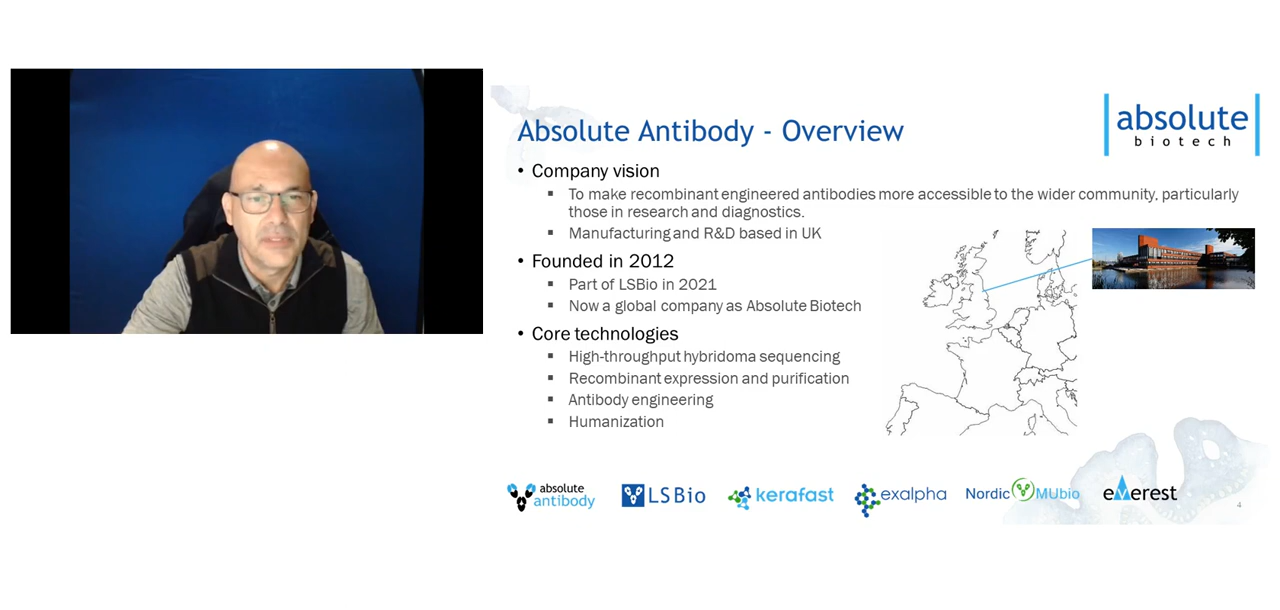 Absolute Antibody - Overview
absolute
biotech
• Company vision
▪ To make recombinant engineered antibodies more accessible to the wider community, particularly
those in research and diagnostics.
▪ Manufacturing and R&D based in UK
• Founded in 2012
▪ Part of LSBio in 2021
▪ Now a global company as Absolute Biotech
• Core technologies
▪ High-throughput hybridoma sequencing
▪ Recombinant expression and purification
▪ Antibody engineering
▪ Humanization
absolute
antibody
LSBio
kerafast
exalpha
Nordic MUbio
everest
4